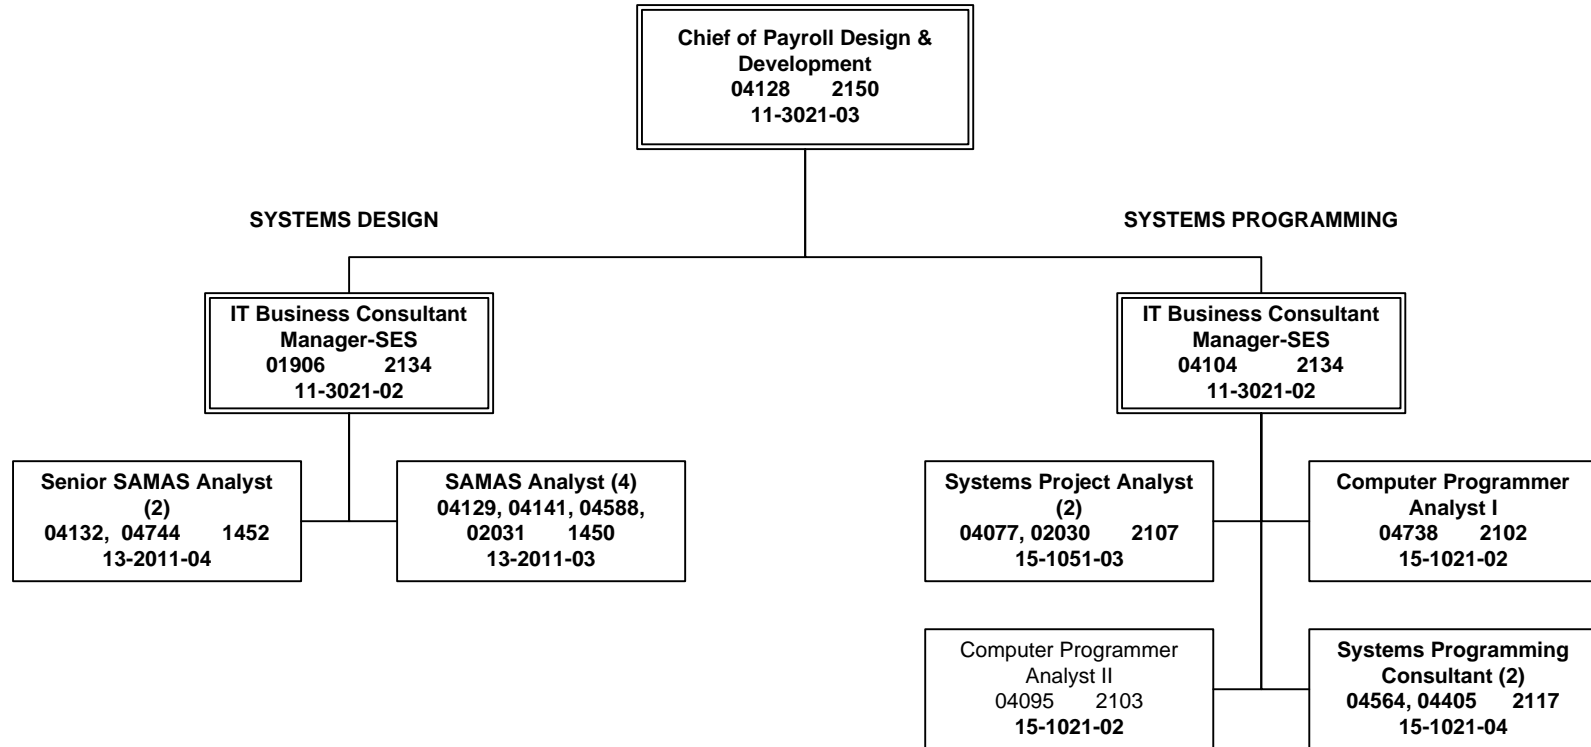 Chief of Payroll Design &
Development
04128 2150
11-3021-03
SYSTEMS DESIGN
SYSTEMS PROGRAMMING
IT Business Consultant
Manager-SES
01906 2134
11-3021-02
IT Business Consultant
Manager-SES
04104 2134
11-3021-02
Senior SAMAS Analyst
(2)
04132, 04744 1452
13-2011-04
SAMAS Analyst (4)
04129, 04141, 04588,
02031 1450
13-2011-03
Systems Project Analyst
(2)
04077, 02030 2107
15-1051-03
Computer Programmer
Analyst I
04738 2102
15-1021-02
Computer Programmer
Analyst II
04095 2103
15-1021-02
Systems Programming
Consultant (2)
04564, 04405 2117
15-1021-04